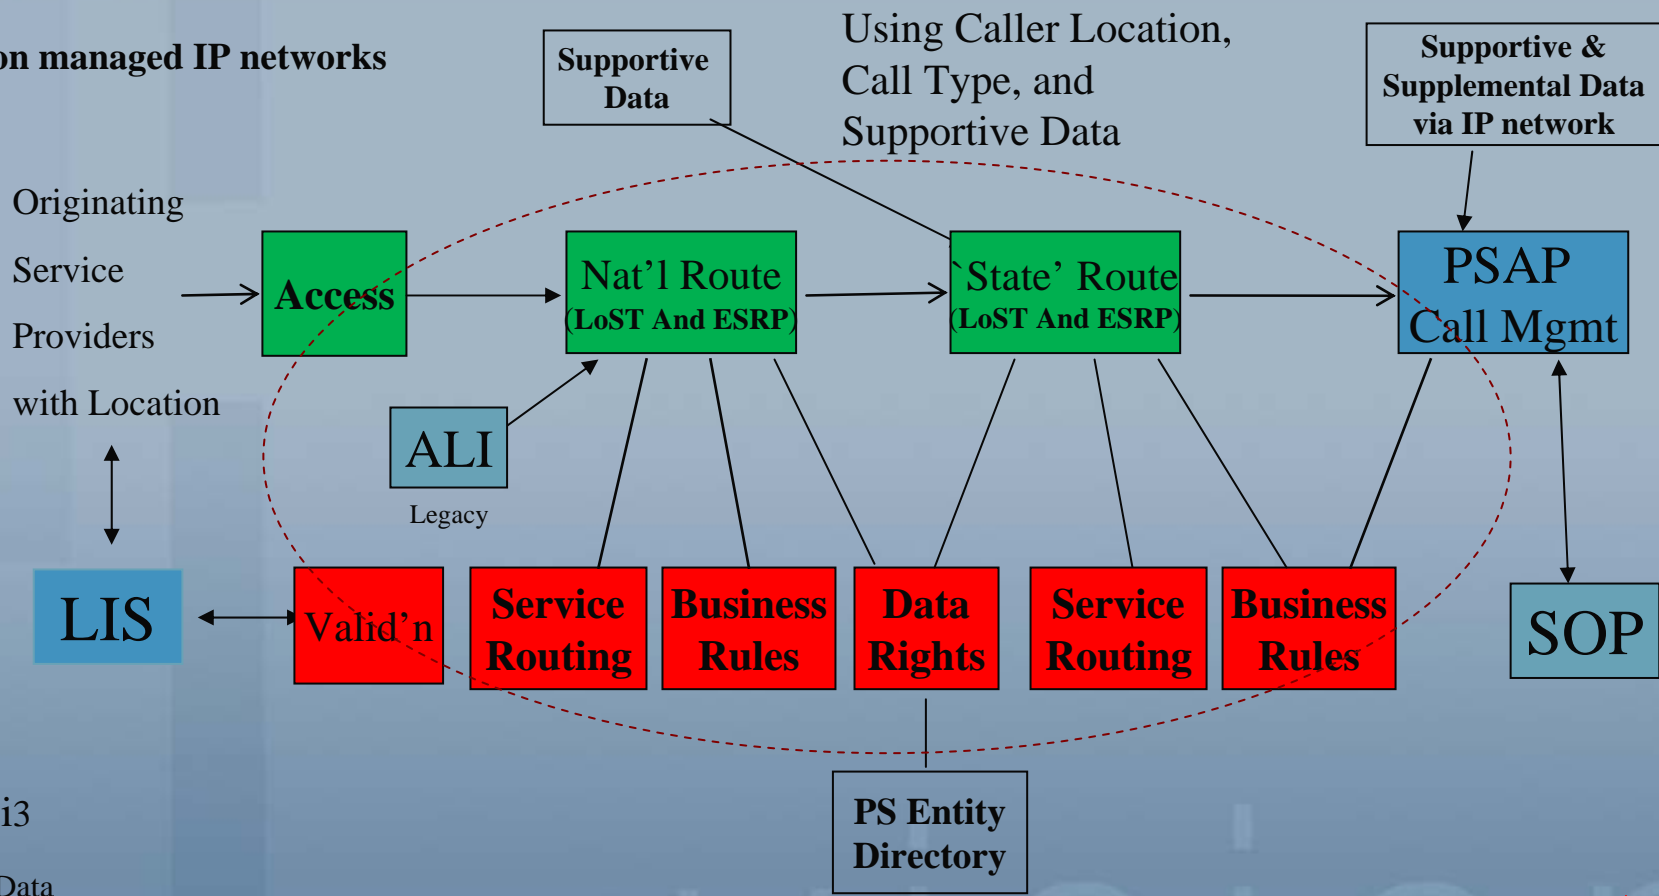 on managed IP networks
Supportive
Data
Using Caller Location,
Call Type, and
Supportive Data
Supportive &
Supplemental Data
via IP network
Originating
Service
Providers
with Location
Access
Nat’l Route
(LoST And ESRP)
`State’ Route
(LoST And ESRP)
PSAP
Call Mgmt
ALI
Legacy
LIS
Valid’n
Service
Routing
Business
Rules
Data
Rights
Service
Routing
Business
Rules
SOP
PS Entity
Directory
i3
Data